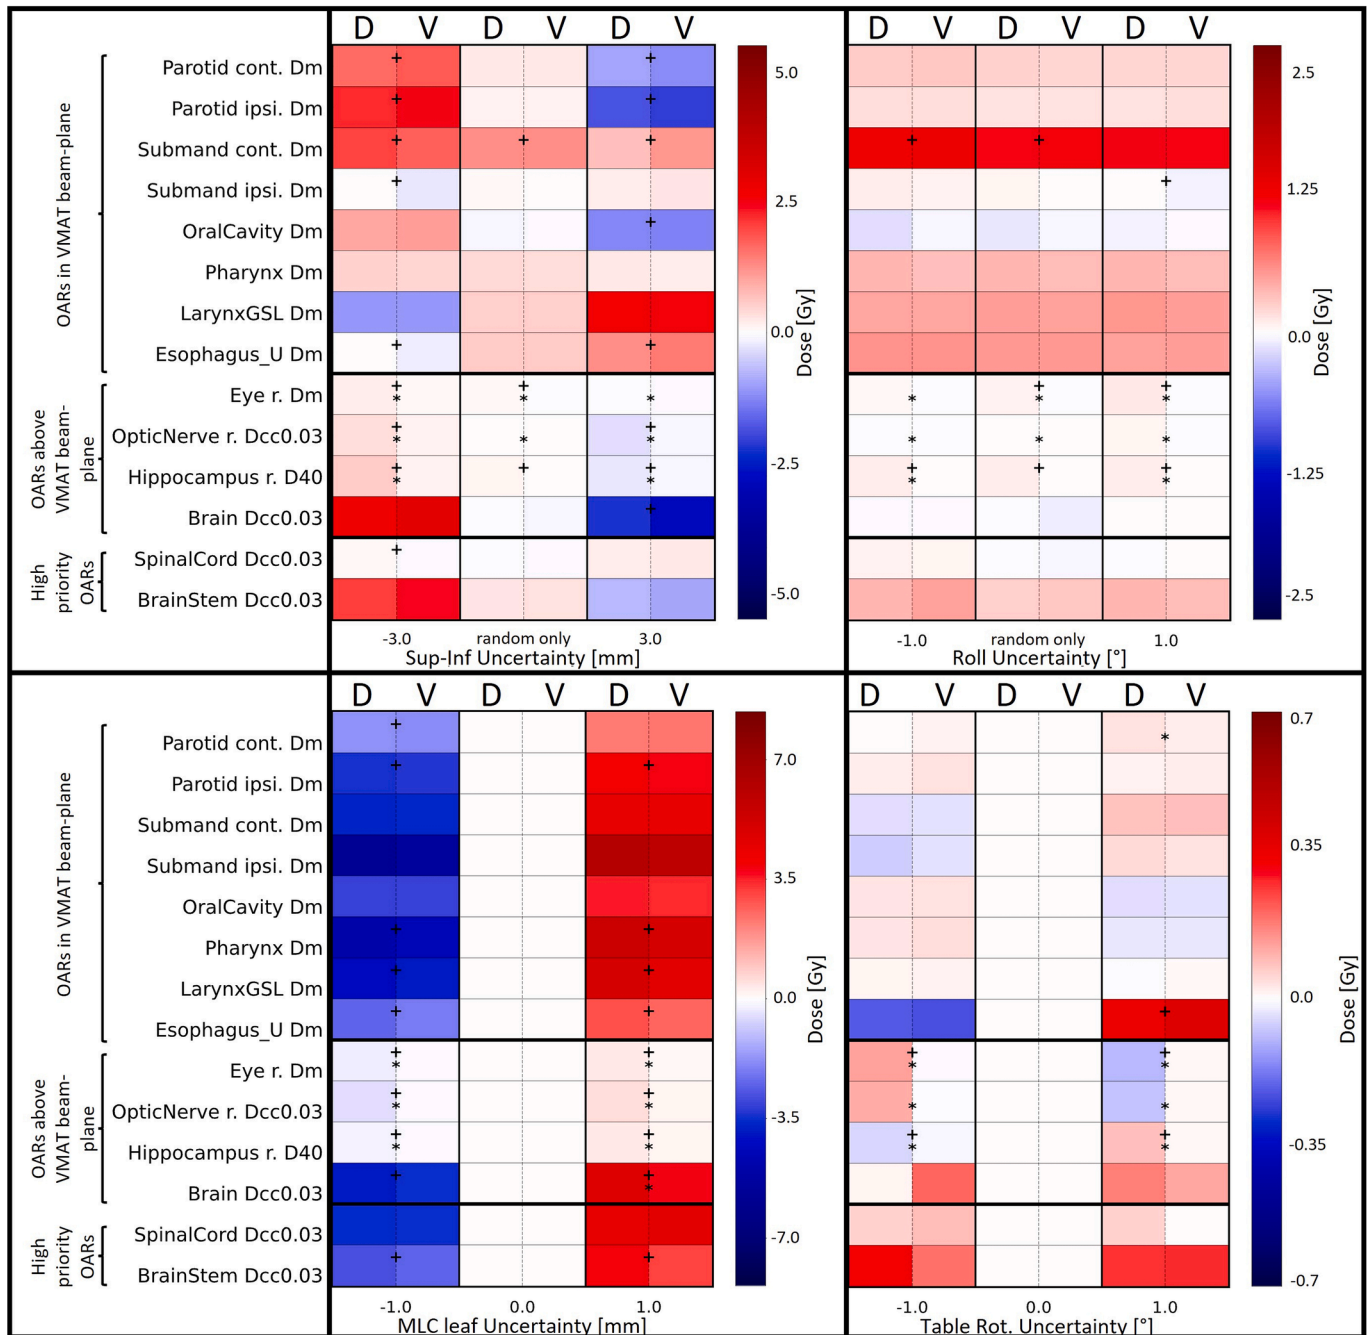 D V D V D V
D V D V D V
OARs in VMAT beam-plane
Parotid cont. Dm
Parotid ipsi. Dm
Submand cont. Dm
Submand ipsi. Dm
OralCavity Dm
Pharynx Dm
LarynxGSL Dm
Esophagus_U Dm
OARs above
VMAT beam-
plane
Eye r. Dm
OpticNerve r. Dcc0.03
Hippocampus r. D40
Brain Dcc0.03
High
priority
OARs
SpinalCord Dcc0.03
BrainStem Dcc0.03
-3.0 random only 3.0
Sup-Inf Uncertainty [mm]
5.0
2.5
0.0
-2.5
-5.0
Dose [Gy]
-1.0 random only 1.0
Roll Uncertainty [°]
2.5
1.25
0.0
-1.25
-2.5
Dose [Gy]
D V D V D V
D V D V D V
OARs in VMAT beam-plane
Parotid cont. Dm
Parotid ipsi. Dm
Submand cont. Dm
Submand ipsi. Dm
OralCavity Dm
Pharynx Dm
LarynxGSL Dm
Esophagus_U Dm
OARs above
VMAT beam-
plane
Eye r. Dm
OpticNerve r. Dcc0.03
Hippocampus r. D40
Brain Dcc0.03
High
priority
OARs
SpinalCord Dcc0.03
BrainStem Dcc0.03
-1.0 0.0 1.0
MLC leaf Uncertainty [mm]
7.0
3.5
0.0
-3.5
-7.0
Dose [Gy]
-1.0 0.0 1.0
Table Rot. Uncertainty [°]
0.7
0.35
0.0
-0.35
-0.7
Dose [Gy]